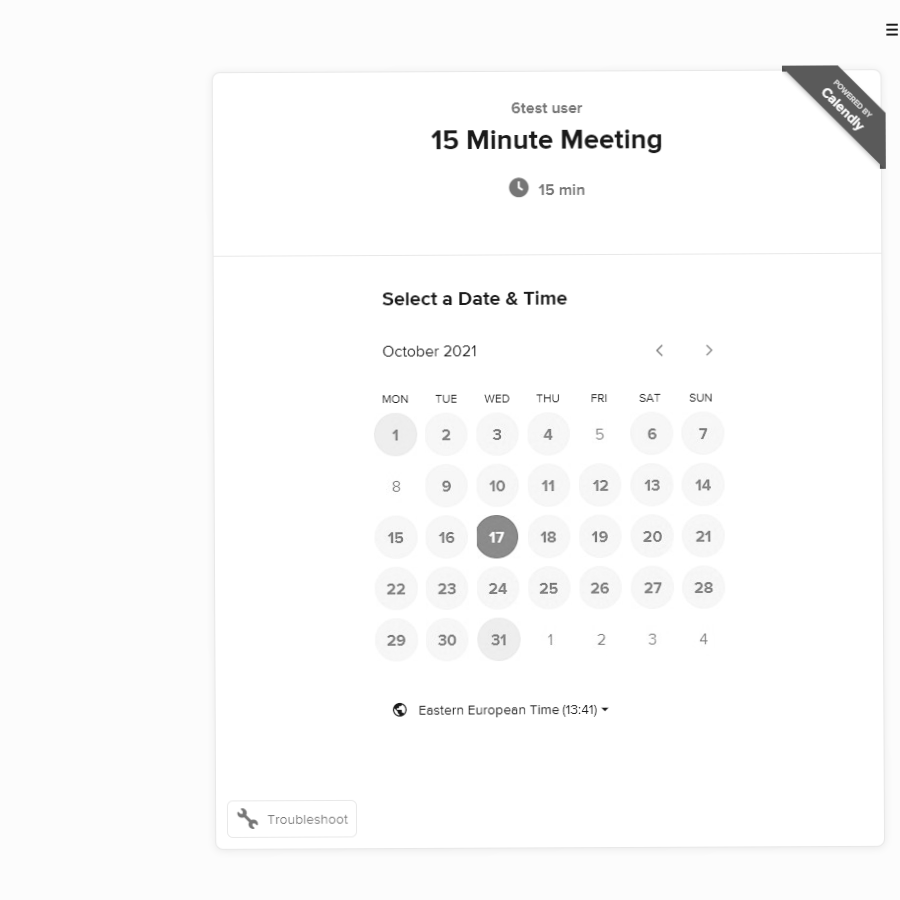 POWERED BY
Calendly
6test user
15 Minute Meeting
15 min
Select a Date & Time
October 2021
MON TUE WED THU FRI SAT SUN
1 2 3 4 5 6 7
8 9 10 11 12 13 14
15 16 17 18 19 20 21
22 23 24 25 26 27 28
29 30 31 1 2 3 4
Eastern European Time (13:41)
Troubleshoot